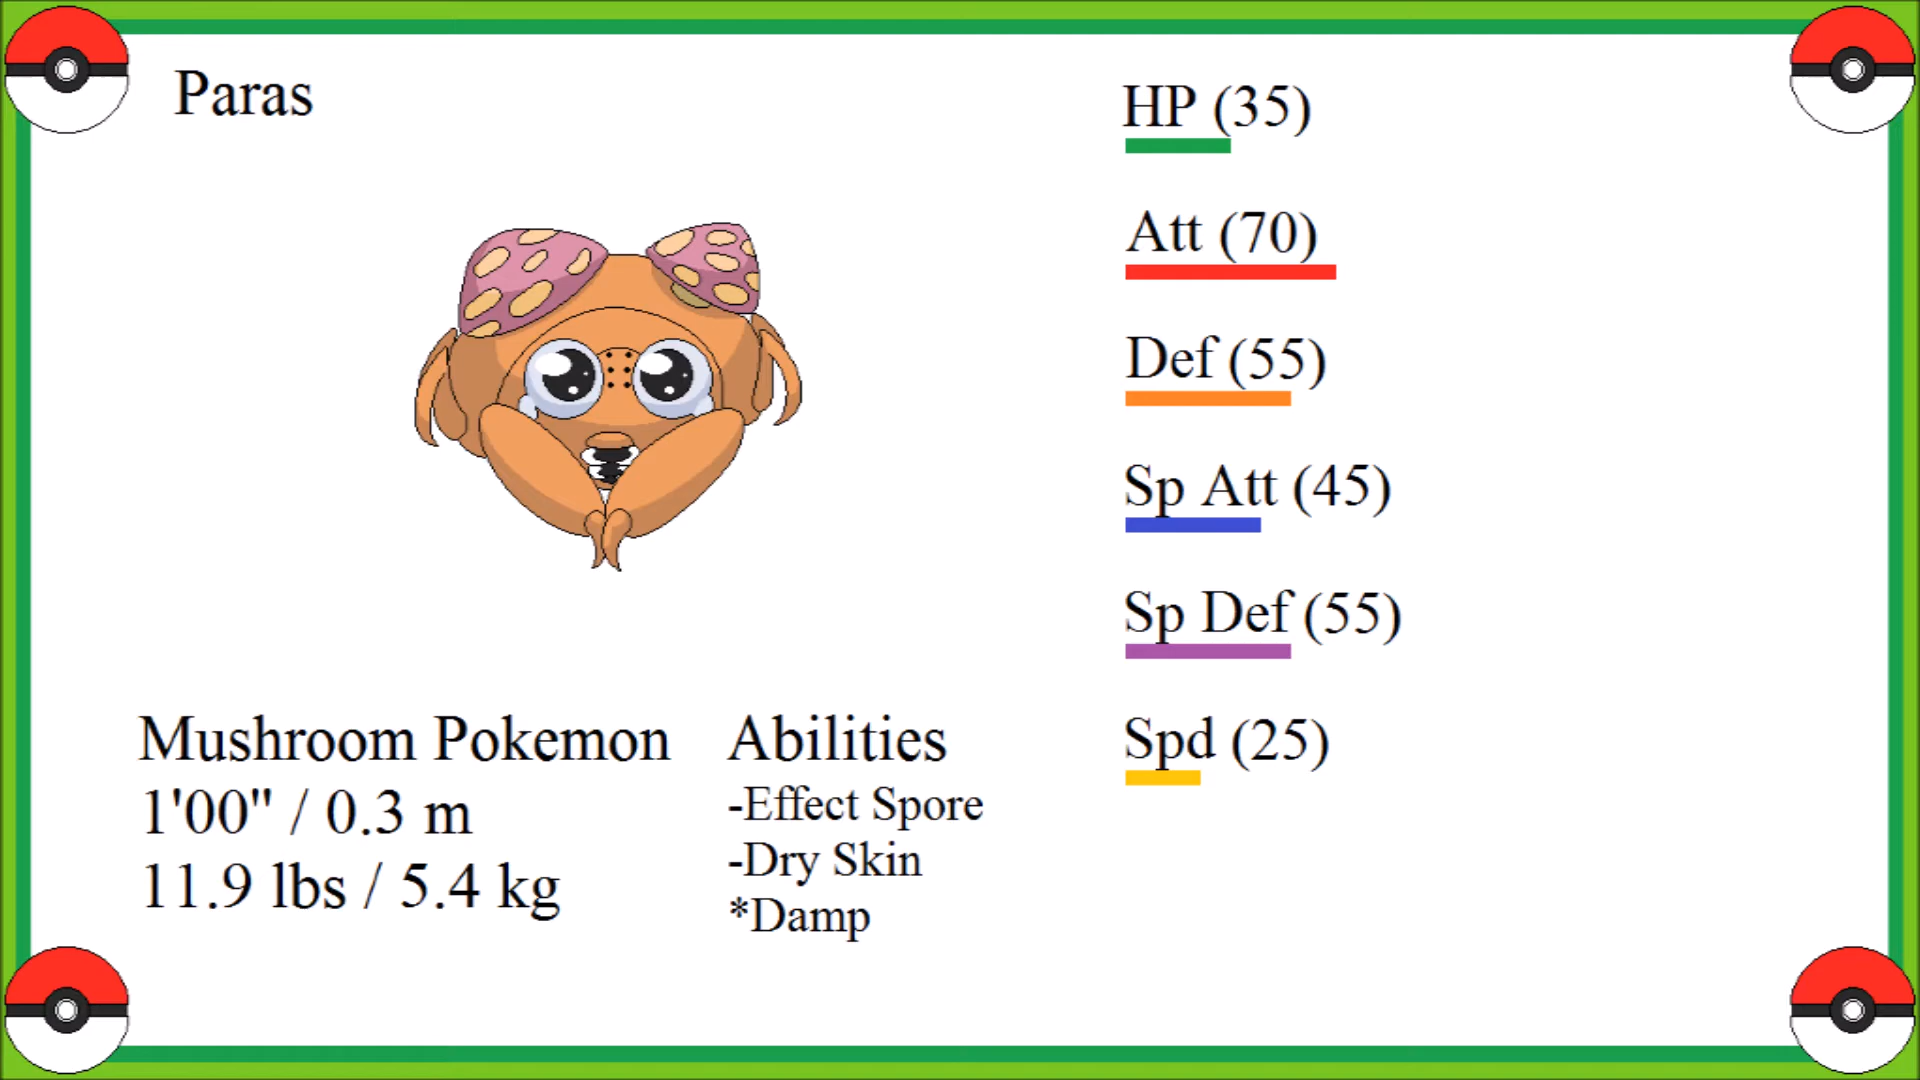 Paras
HP (35)
Att (70)
Def (55)
Sp Att (45)
Sp Def (55)
Spd (25)
Mushroom Pokemon
1'00" / 0.3 m
11.9 lbs / 5.4 kg
Abilities
-Effect Spore
-Dry Skin
*Damp